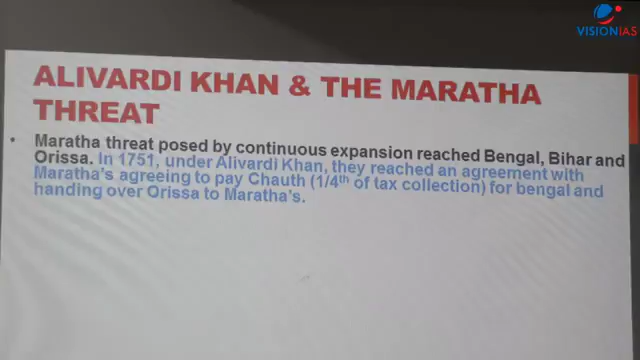 VISIONIAS
ALIVARDI KHAN & THE MARATHA
THREAT
• Maratha threat posed by continuous expansion reached Bengal, Bihar and
Orissa. In 1751, under Alivardi Khan, they reached an agreement with
Maratha's agreeing to pay Chauth (1/4th of tax collection) for bengal and
handing over Orissa to Maratha's.